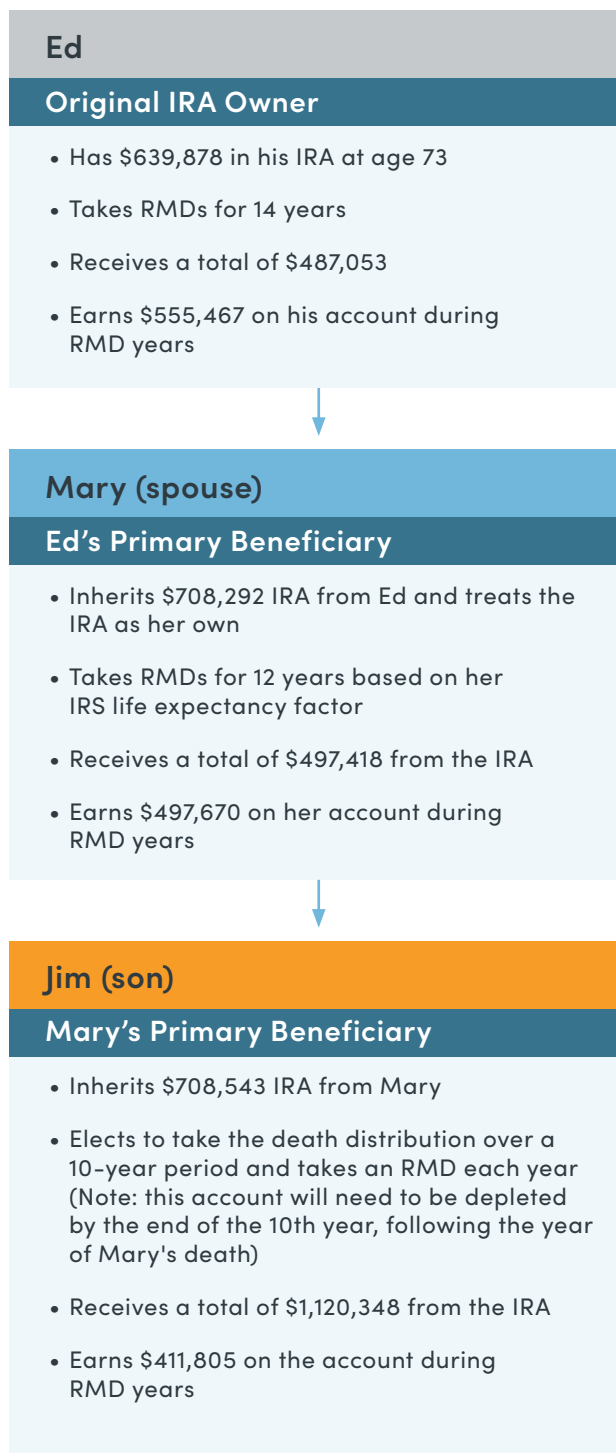 Ed
Original IRA Owner
• Has $639,878 in his IRA at age 73
• Takes RMDs for 14 years
• Receives a total of $487,053
• Earns $555,467 on his account during
RMD years
Mary (spouse)
Ed’s Primary Beneficiary
• Inherits $708,292 IRA from Ed and treats the
IRA as her own
• Takes RMDs for 12 years based on her
IRS life expectancy factor
• Receives a total of $497,418 from the IRA
• Earns $497,670 on her account during
RMD years
Jim (son)
Mary’s Primary Beneficiary
• Inherits $708,543 IRA from Mary
• Elects to take the death distribution over a
10-year period and takes an RMD each year
(Note: this account will need to be depleted
by the end of the 10th year, following the year
of Mary's death)
• Receives a total of $1,120,348 from the IRA
• Earns $411,805 on the account during
RMD years